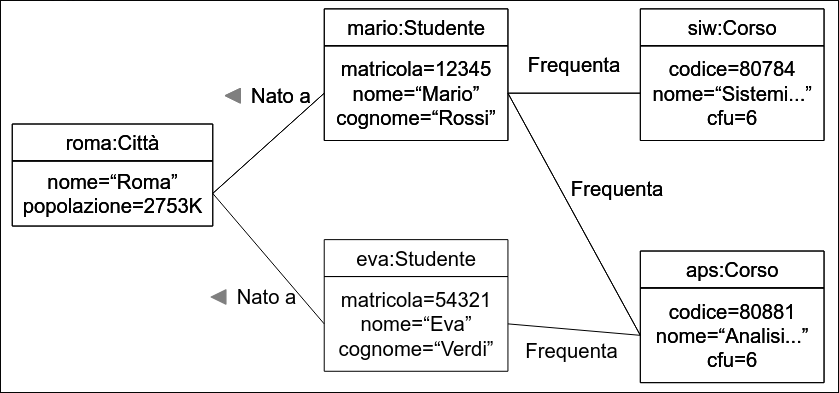 mario:Studente
matricola=12345
nome=“Mario”
cognome=“Rossi”
siw:Corso
codice=80784
nome=“Sistemi...”
cfu=6
Frequenta
Nato a
roma:Città
nome=“Roma”
popolazione=2753K
Frequenta
eva:Studente
matricola=54321
nome=“Eva”
cognome=“Verdi”
Nato a
aps:Corso
codice=80881
nome=“Analisi...”
cfu=6
Frequenta